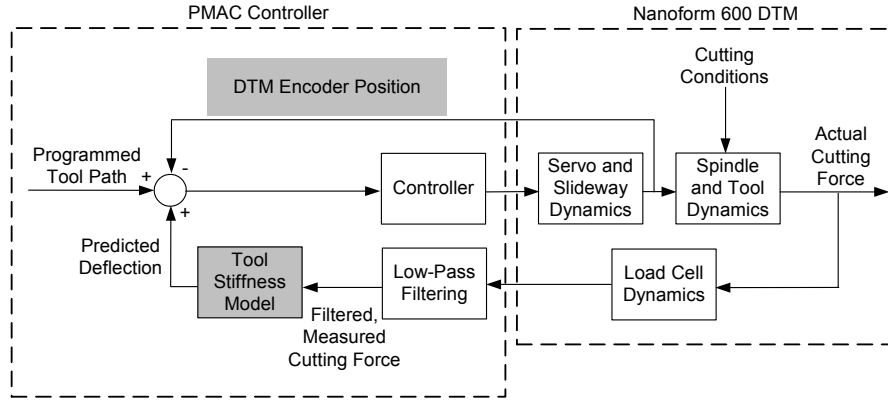 PMAC Controller
Nanoform 600 DTM
DTM Encoder Position
Cutting
Conditions
Programmed
Tool Path
+
-
+
Controller
Servo and
Slideway
Dynamics
Spindle
and Tool
Dynamics
Actual
Cutting
Force
Predicted
Deflection
Tool
Stiffness
Model
Low-Pass
Filtering
Load Cell
Dynamics
Filtered,
Measured
Cutting Force